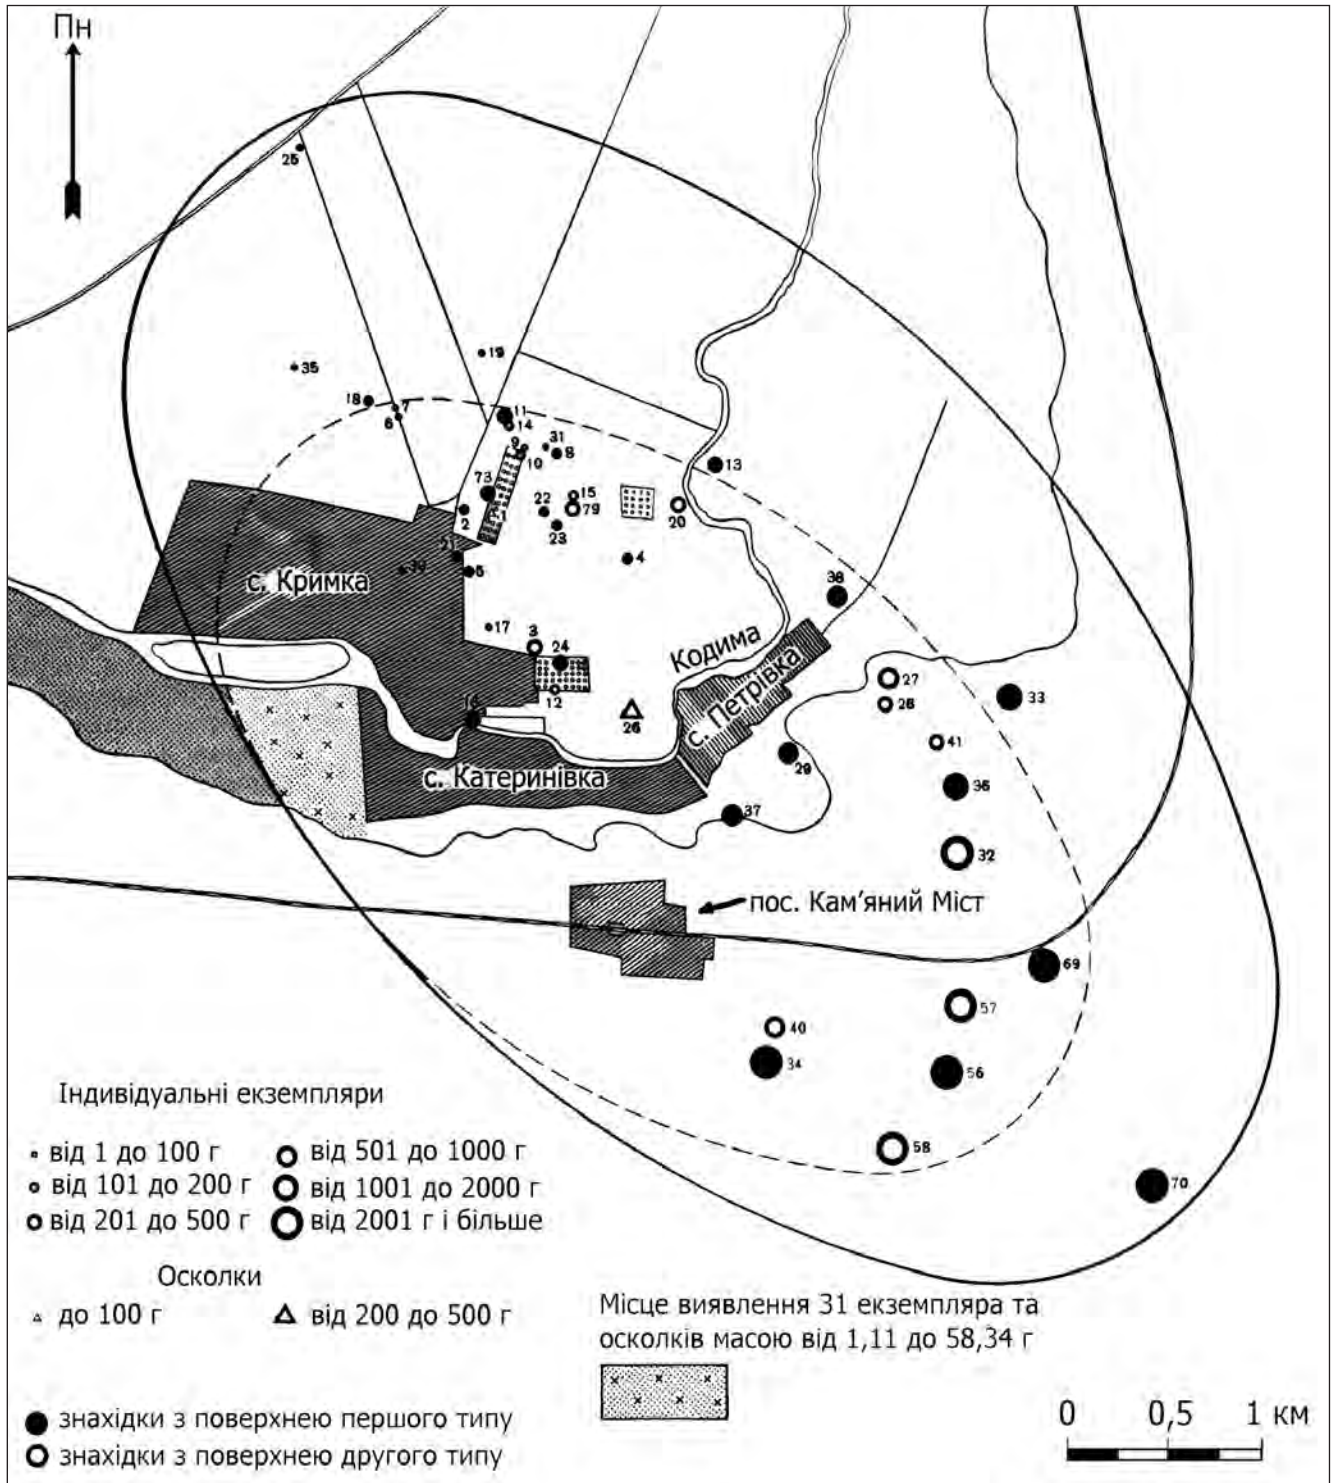 Пн
25
19
35
18
7
6
11
14
9
31
10
8
13
73
15
22
79
2
20
23
21
4
5
с. Кримка
38
17
3
24
Кодима
с. Петрівка
27
28
33
12
16
26
41
29
с. Катеринівка
37
32
пос. Кам'яний Міст
69
57
40
34
56
58
70
Індивідуальні екземпляри
від 1 до 100 г
від 501 до 1000 г
від 101 до 200 г
від 1001 до 2000 г
від 201 до 500 г
від 2001 г і більше
Осколки
до 100 г
від 200 до 500 г
Місце виявлення 31 екземпляра та
осколків масою від 1,11 до 58,34 г
знахідки з поверхнею першого типу
знахідки з поверхнею другого типу
0 0,5 1 км